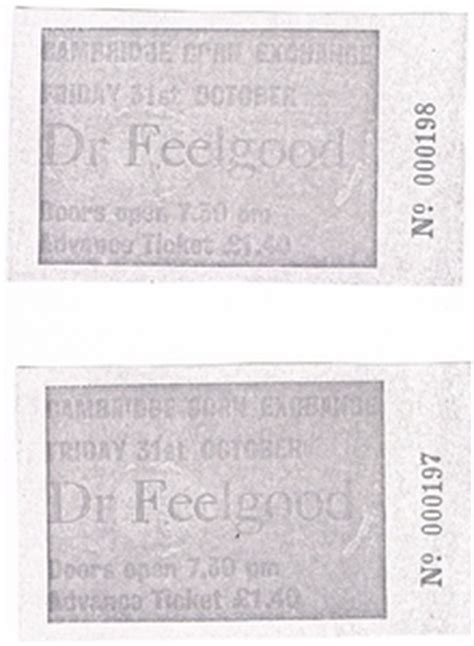 CAMBRIDGE CORN EXCHANGE
FRIDAY 31st OCTOBER
Dr Feelgood
Doors open 7.30 pm
Advance Ticket £1.40
Nº 000198
CAMBRIDGE CORN EXCHANGE
FRIDAY 31st OCTOBER
Dr Feelgood
Doors open 7.30 pm
Advance Ticket £1.40
Nº 000197